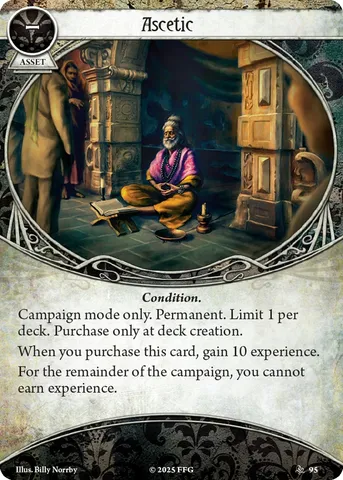 Ascetic
ASSET
Condition.
Campaign mode only. Permanent. Limit 1 per
deck. Purchase only at deck creation.
When you purchase this card, gain 10 experience.
For the remainder of the campaign, you cannot
earn experience.
Illus. Billy Norrby
© 2025 FFG
95